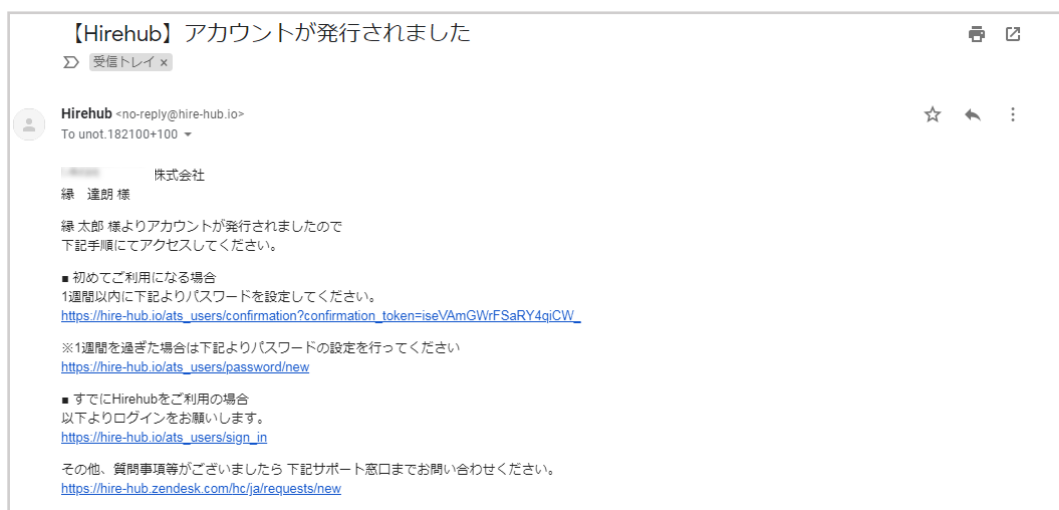 【Hirehub】アカウントが発行されました
受信トレイ ×
Hirehub <no-reply@hire-hub.io>
To unot.182100+100
株式会社
縁 達朗 様
縁 太郎 様よりアカウントが発行されましたので
下記手順にてアクセスしてください。
■ 初めてご利用になる場合
1週間以内に下記よりパスワードを設定してください。
https://hire-hub.io/ats_users/confirmation?confirmation_token=iseVAmGWrFSaRY4qiCW_
※1週間を過ぎた場合は下記よりパスワードの設定を行ってください
https://hire-hub.io/ats_users/password/new
■ すでにHirehubをご利用の場合
以下よりログインをお願いします。
https://hire-hub.io/ats_users/sign_in
その他、質問事項等がございましたら 下記サポート窓口までお問い合わせください。
https://hire-hub.zendesk.com/hc/ja/requests/new